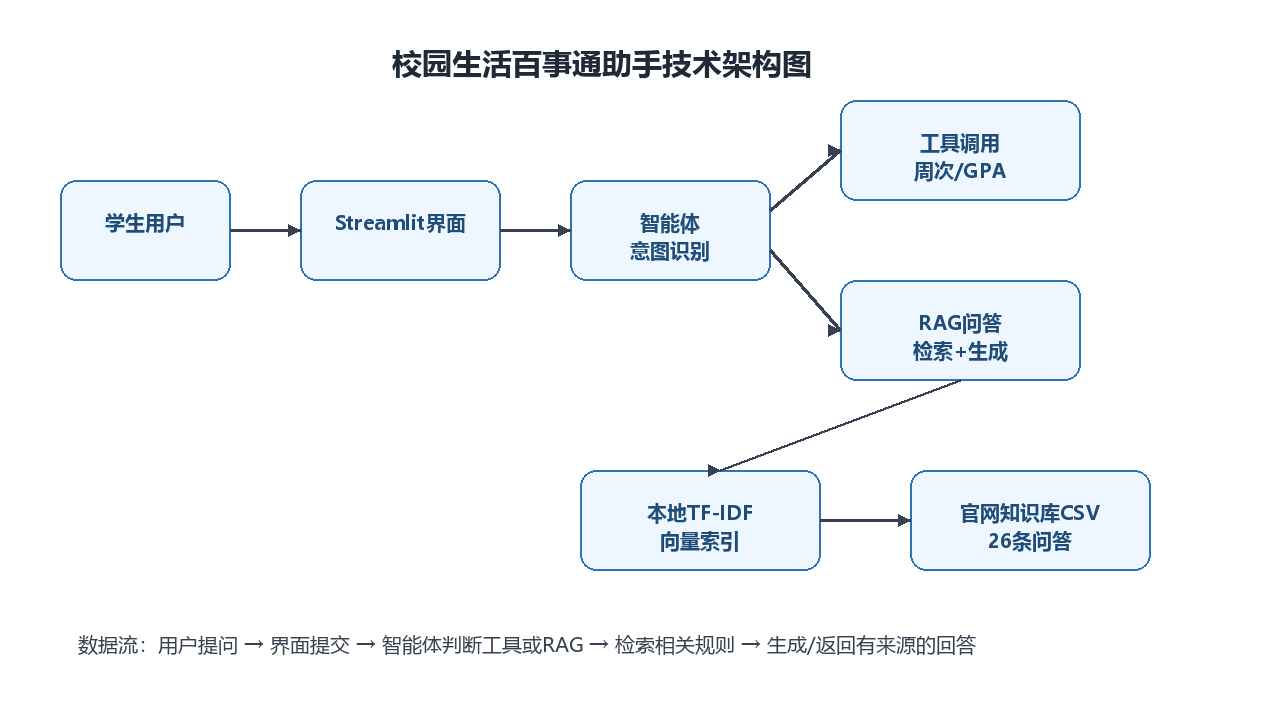 校园生活百事通助手技术架构图
学生用户
Streamlit界面
智能体
意图识别
工具调用
周次/GPA
RAG问答
检索+生成
本地TF-IDF
向量索引
官网知识库CSV
26条问答
数据流：用户提问 → 界面提交 → 智能体判断工具或RAG → 检索相关规则 → 生成/返回有来源的回答